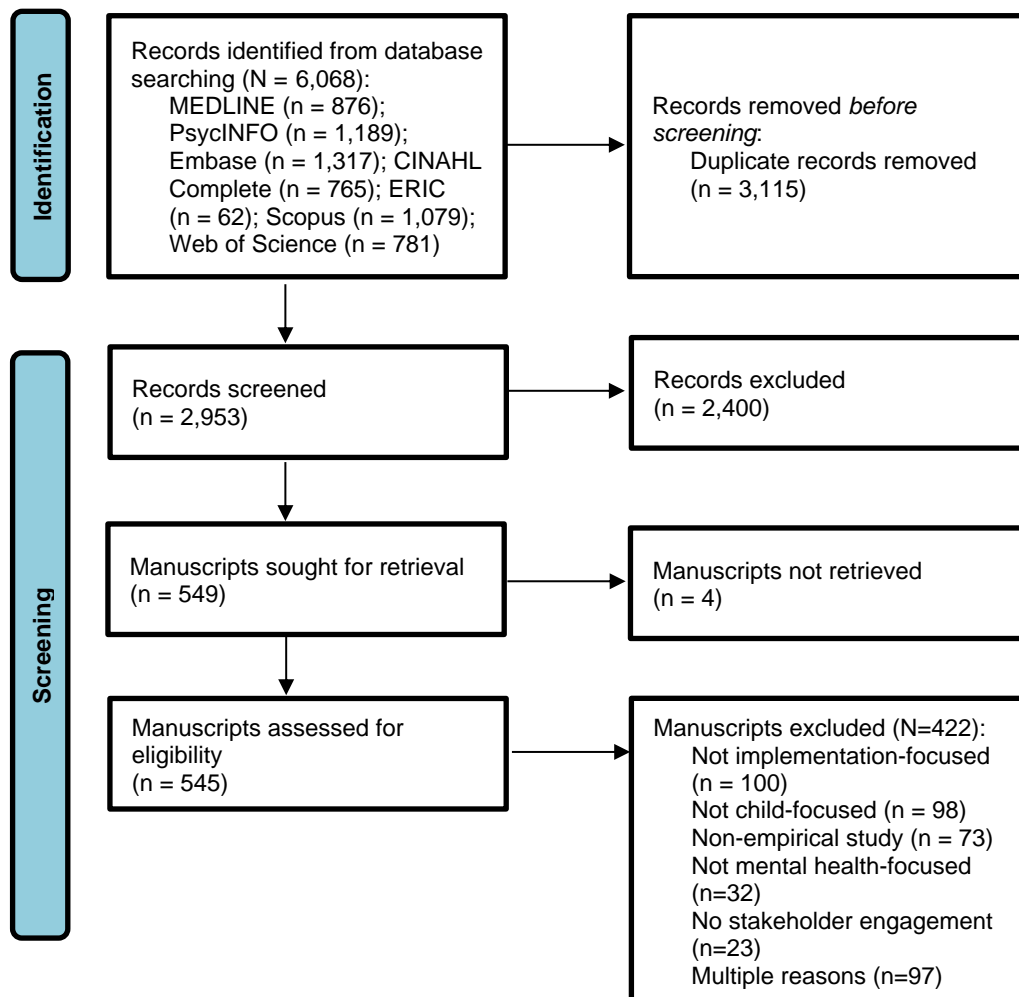 Identification
Records identified from database
searching (N = 6,068):
MEDLINE (n = 876);
PsycINFO (n = 1,189);
Embase (n = 1,317); CINAHL
Complete (n = 765); ERIC
(n = 62); Scopus (n = 1,079);
Web of Science (n = 781)
Records removed before
screening:
Duplicate records removed
(n = 3,115)
Screening
Records screened
(n = 2,953)
Records excluded
(n = 2,400)
Manuscripts sought for retrieval
(n = 549)
Manuscripts not retrieved
(n = 4)
Manuscripts assessed for
eligibility
(n = 545)
Manuscripts excluded (N=422):
Not implementation-focused
(n = 100)
Not child-focused (n = 98)
Non-empirical study (n = 73)
Not mental health-focused
(n=32)
No stakeholder engagement
(n=23)
Multiple reasons (n=97)